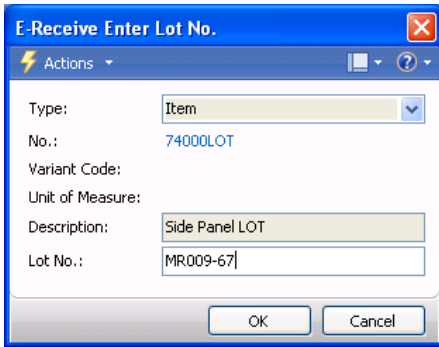 E-Receive Enter Lot No.
Actions
Type: Item
No.: 74000LOT
Variant Code:
Unit of Measure:
Description: Side Panel LOT
Lot No.: MR009-67
OK Cancel